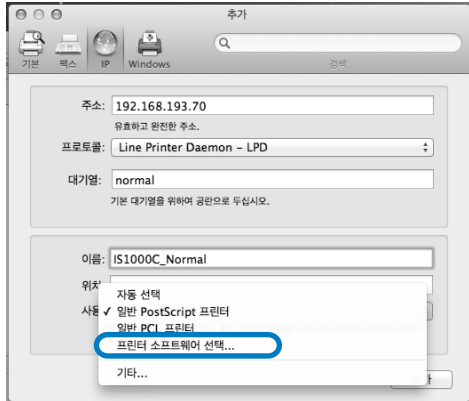 추가
기본 팩스 IP Windows 검색
주소: 192.168.193.70
유효하고 완전한 주소.
프로토콜: Line Printer Daemon – LPD
대기열: normal
기본 대기열을 위하여 공란으로 두십시오.
이름: IS1000C_Normal
위치
자동 선택
사용 ✓ 일반 PostScript 프린터
일반 PCL 프린터
프린터 소프트웨어 선택...
기타...